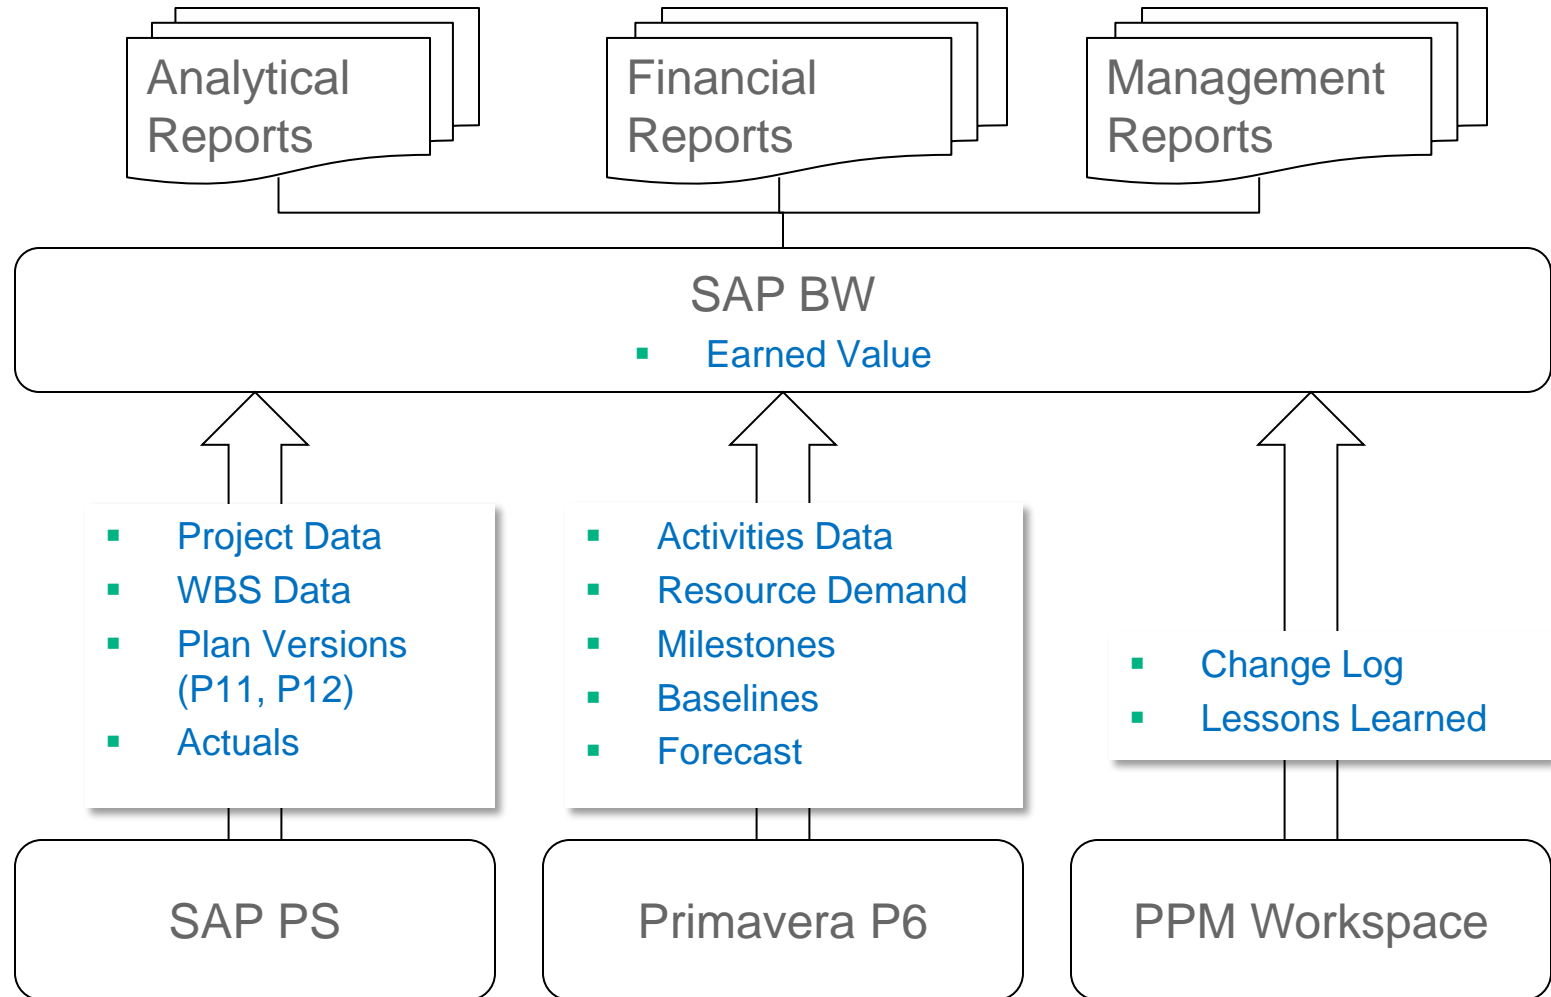 Analytical
Reports
Financial
Reports
Management
Reports
SAP BW
Earned Value
Project Data
WBS Data
Plan Versions
(P11, P12)
Actuals
Activities Data
Resource Demand
Milestones
Baselines
Forecast
Change Log
Lessons Learned
SAP PS
Primavera P6
PPM Workspace